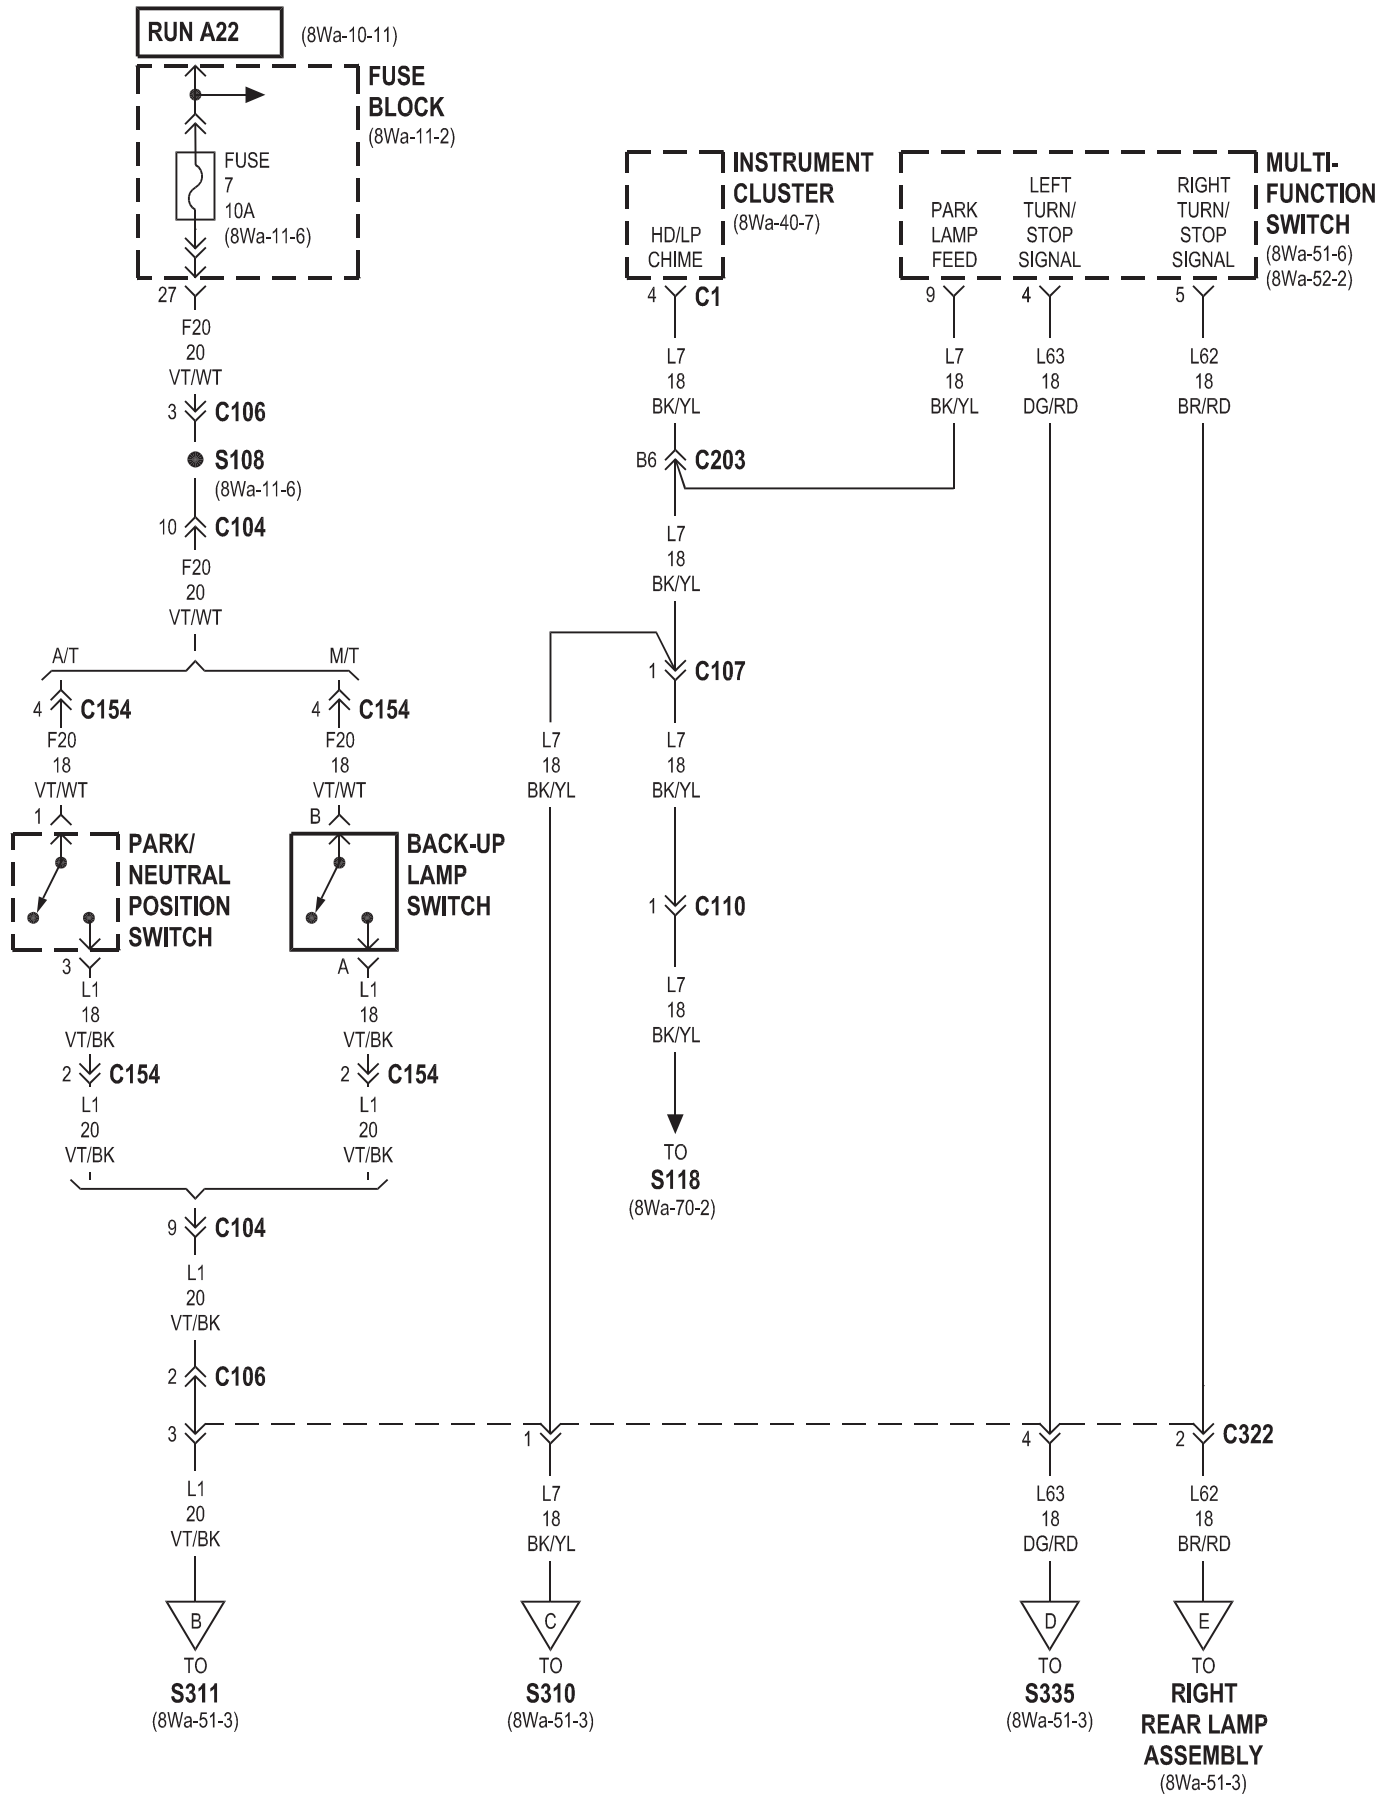 RUN A22
(8Wa-10-11)
FUSE
BLOCK
(8Wa-11-2)
FUSE
7
10A
(8Wa-11-6)
INSTRUMENT
CLUSTER
(8Wa-40-7)
HD/LP
CHIME
MULTI-
FUNCTION
SWITCH
(8Wa-51-6)
(8Wa-52-2)
PARK
LAMP
FEED
LEFT
TURN/
STOP
SIGNAL
RIGHT
TURN/
STOP
SIGNAL
27
4
C1
9
4
5
F20
20
VT/WT
L7
18
BK/YL
L7
18
BK/YL
L63
18
DG/RD
L62
18
BR/RD
3
C106
S108
(8Wa-11-6)
B6
C203
10
C104
F20
20
VT/WT
L7
18
BK/YL
A/T
M/T
1
C107
4
C154
4
C154
F20
18
VT/WT
F20
18
VT/WT
L7
18
BK/YL
L7
18
BK/YL
1
B
PARK/
NEUTRAL
POSITION
SWITCH
BACK-UP
LAMP
SWITCH
1
C110
3
A
L1
18
VT/BK
L1
18
VT/BK
L7
18
BK/YL
2
C154
2
C154
L1
20
VT/BK
L1
20
VT/BK
TO
S118
(8Wa-70-2)
9
C104
L1
20
VT/BK
2
C106
3
1
4
2
C322
L1
20
VT/BK
L7
18
BK/YL
L63
18
DG/RD
L62
18
BR/RD
B
C
D
E
TO
S311
(8Wa-51-3)
TO
S310
(8Wa-51-3)
TO
S335
(8Wa-51-3)
TO
RIGHT
REAR LAMP
ASSEMBLY
(8Wa-51-3)